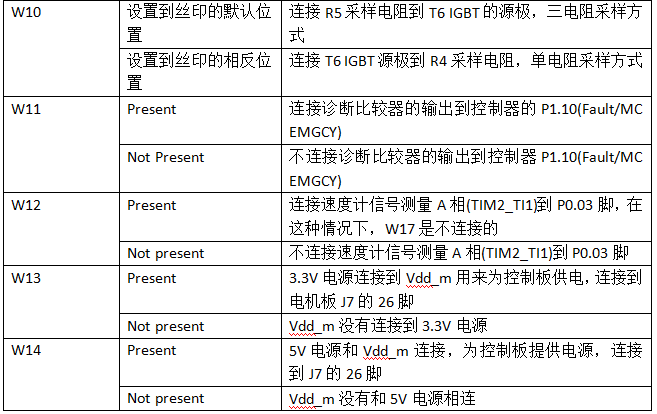 W10 设置到丝印的默认位 连接 R5 采样电阻到 T6 IGBT 的源极，三电阻采样方
置 式
设置到丝印的相反位 连接 T6 IGBT 源极到 R4 采样电阻，单电阻采样方式
置
W11 Present 连接诊断比较器的输出到控制器的 P1.10(Fault/MC
EMGCY)
Not Present 不连接诊断比较器的输出到控制器 P1.10(Fault/MC
EMGCY)
W12 Present 连接速度计信号测量 A 相(TIM2_TI1)到 P0.03 脚，在
这种情况下，W17 是不连接的
Not present 不连接速度计信号测量 A 相(TIM2_TI1)到 P0.03 脚
W13 Present 3.3V 电源连接到 Vdd_m 用来为控制板供电，连接到
电机板 J7 的 26 脚
Not present Vdd_m 没有连接到 3.3V 电源
W14 Present 5V 电源和 Vdd_m 连接，为控制板提供电源，连接
到 J7 的 26 脚
Not present Vdd_m 没有和 5V 电源相连